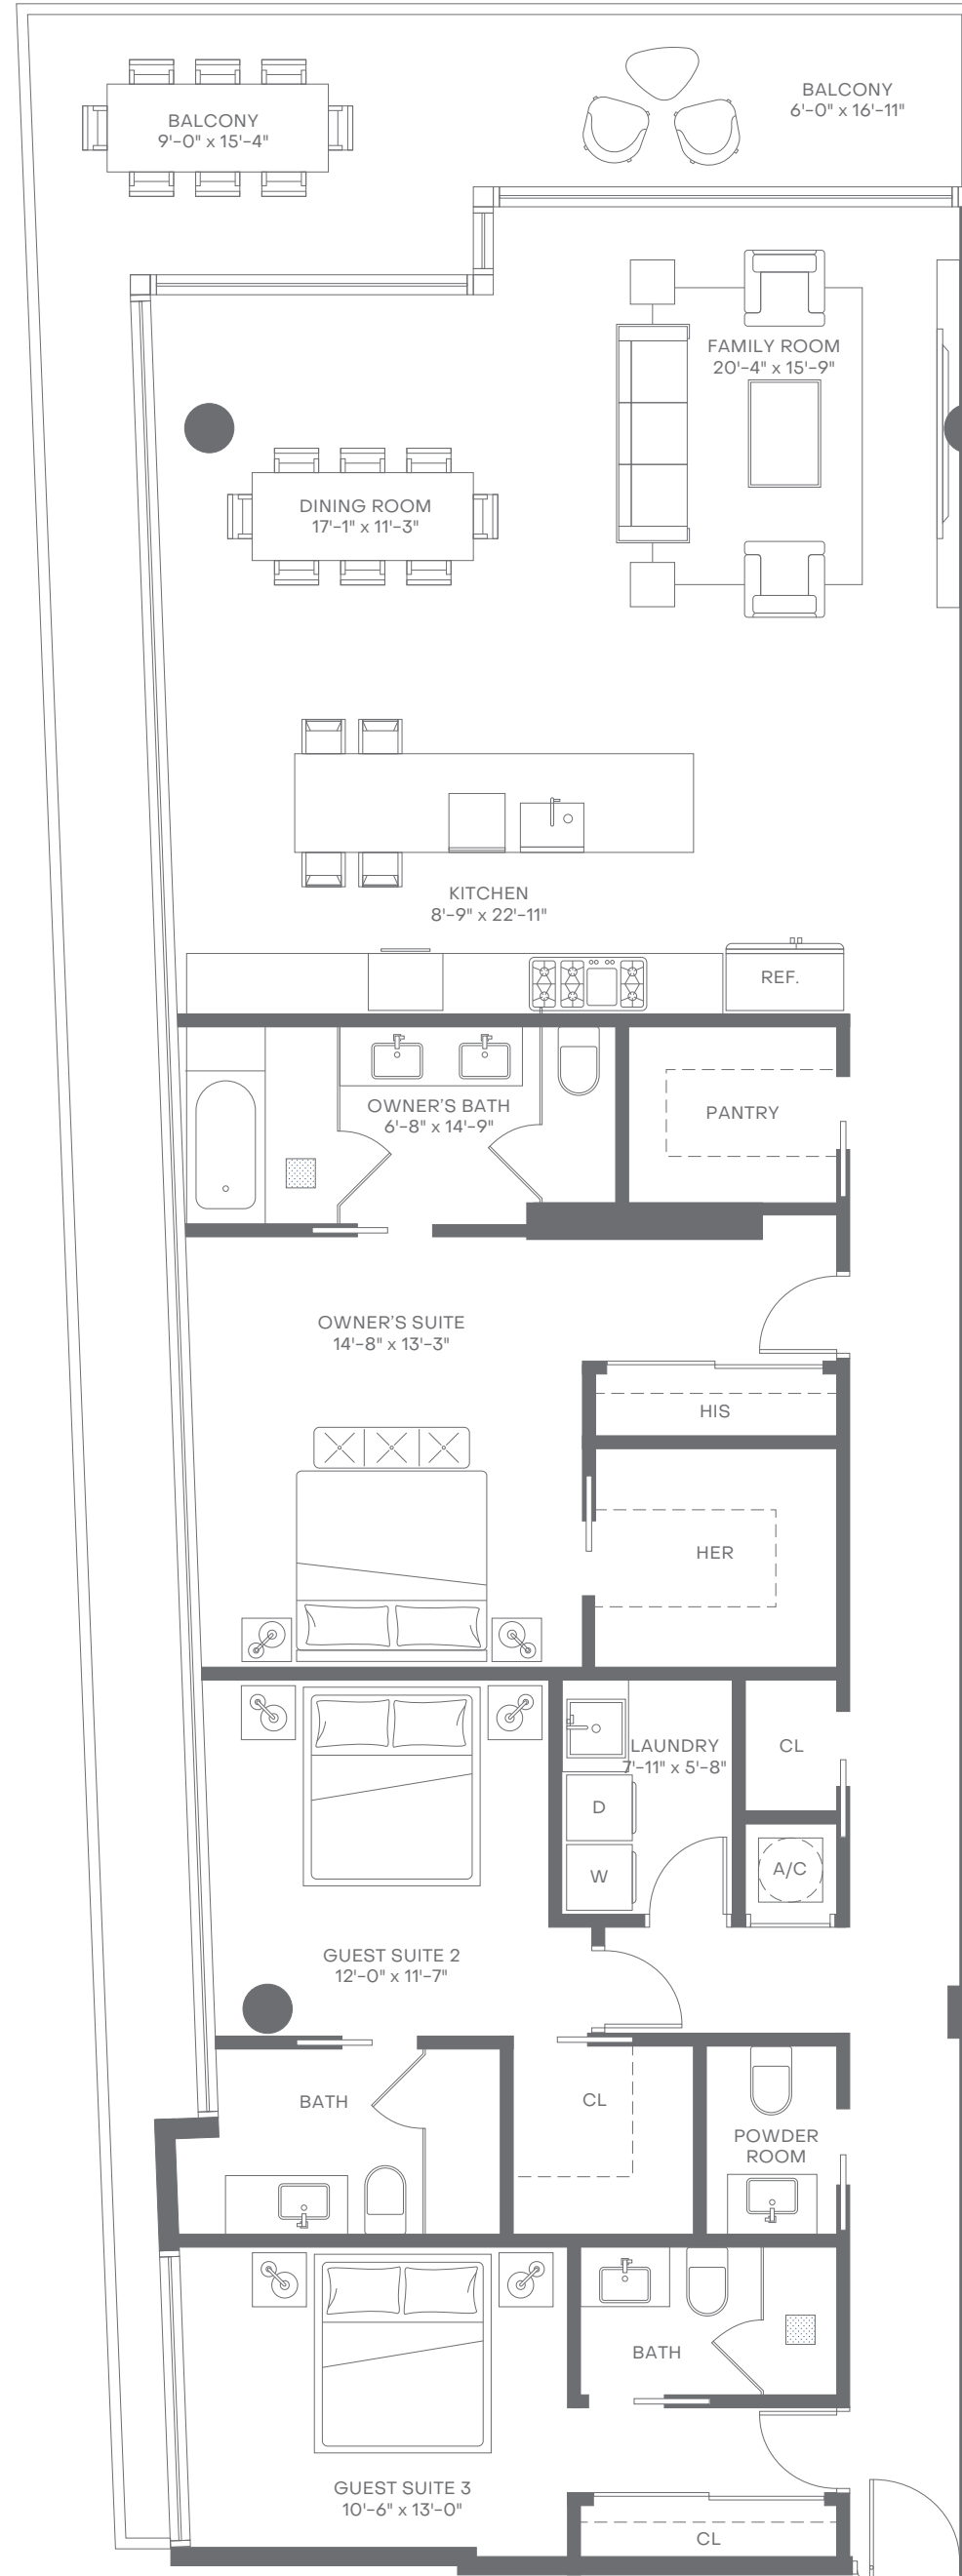 BALCONY
9'-0" x 15'-4"
BALCONY
6'-0" x 16'-11"
FAMILY ROOM
20'-4" x 15'-9"
DINING ROOM
17'-1" x 11'-3"
KITCHEN
8'-9" x 22'-11"
REF.
OWNER'S BATH
6'-8" x 14'-9"
PANTRY
OWNER'S SUITE
14'-8" x 13'-3"
HIS
HER
LAUNDRY
7'-11" x 5'-8"
CL
D
W
A/C
GUEST SUITE 2
12'-0" x 11'-7"
BATH
CL
POWDER
ROOM
BATH
GUEST SUITE 3
10'-6" x 13'-0"
CL